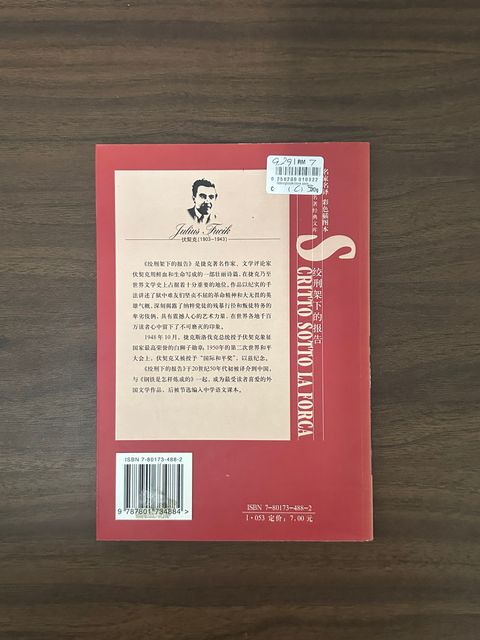 RM 7
0250260010322
名家名译 彩色插图本
名著经典文库
Julius Fucik
伏契克(1903-1943)
《绞刑架下的报告》是捷克著名作家、文学评论家
伏契克用鲜血和生命写成的一部壮丽诗篇,在捷克乃至
世界文学史上占据着十分重要的地位。作品以纪实的手
法讲述了狱中难友们坚贞不屈的革命精神和大无畏的英
雄气概,深刻揭露了纳粹党徒的残暴行径和叛徒特务的
卑劣伎俩,具有震撼人心的艺术力量,在世界各地千百
万读者心中留下了不可磨灭的印象。
1948年10月,捷克斯洛伐克总统授予伏契克象征
国家最高荣誉的白狮子勋章;1950年的第二次世界和平
大会上,伏契克又被授予“国际和平奖”,以兹纪念。
《绞刑架下的报告》于20世纪50年代初被译介到中国,
与《钢铁是怎样炼成的》一起,成为最受读者喜爱的外
国文学作品,后被节选编入中学语文课本。
绞刑架下的报告
SCRITTO SOTTO LA FORCA
ISBN 7-80173-488-2
9 787801 734884 >
ISBN 7-80173-488-2
I·053 定价:7.00元